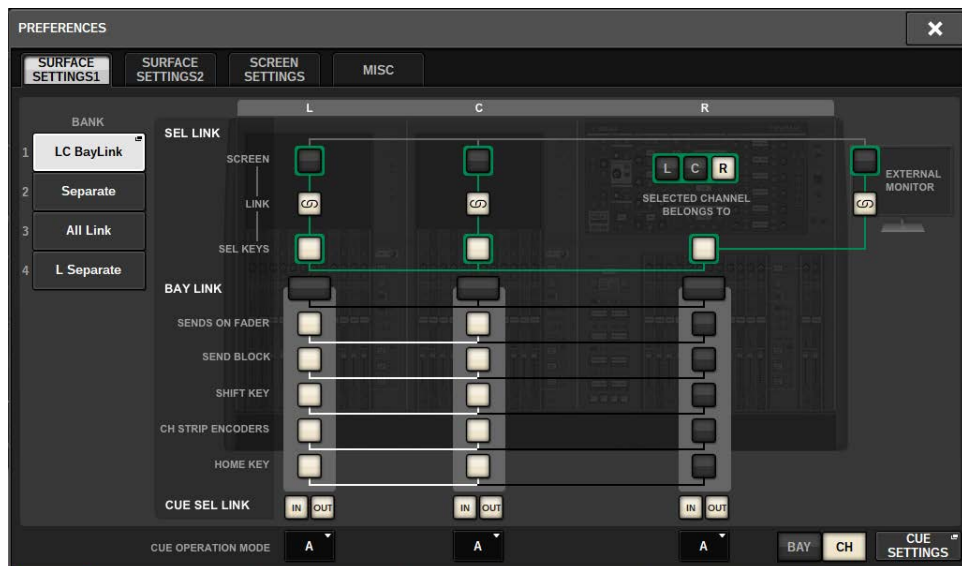 PREFERENCES
SURFACE SETTINGS1
SURFACE SETTINGS2
SCREEN SETTINGS
MISC
L C R
BANK
1 LC BayLink
2 Separate
3 All Link
4 L Separate
SEL LINK
SCREEN
LINK
SEL KEYS
L C R
SELECTED CHANNEL
BELONGS TO
EXTERNAL
MONITOR
BAY LINK
SENDS ON FADER
SEND BLOCK
SHIFT KEY
CH STRIP ENCODERS
HOME KEY
CUE SEL LINK IN OUT IN OUT IN OUT
CUE OPERATION MODE A A A BAY CH CUE SETTINGS